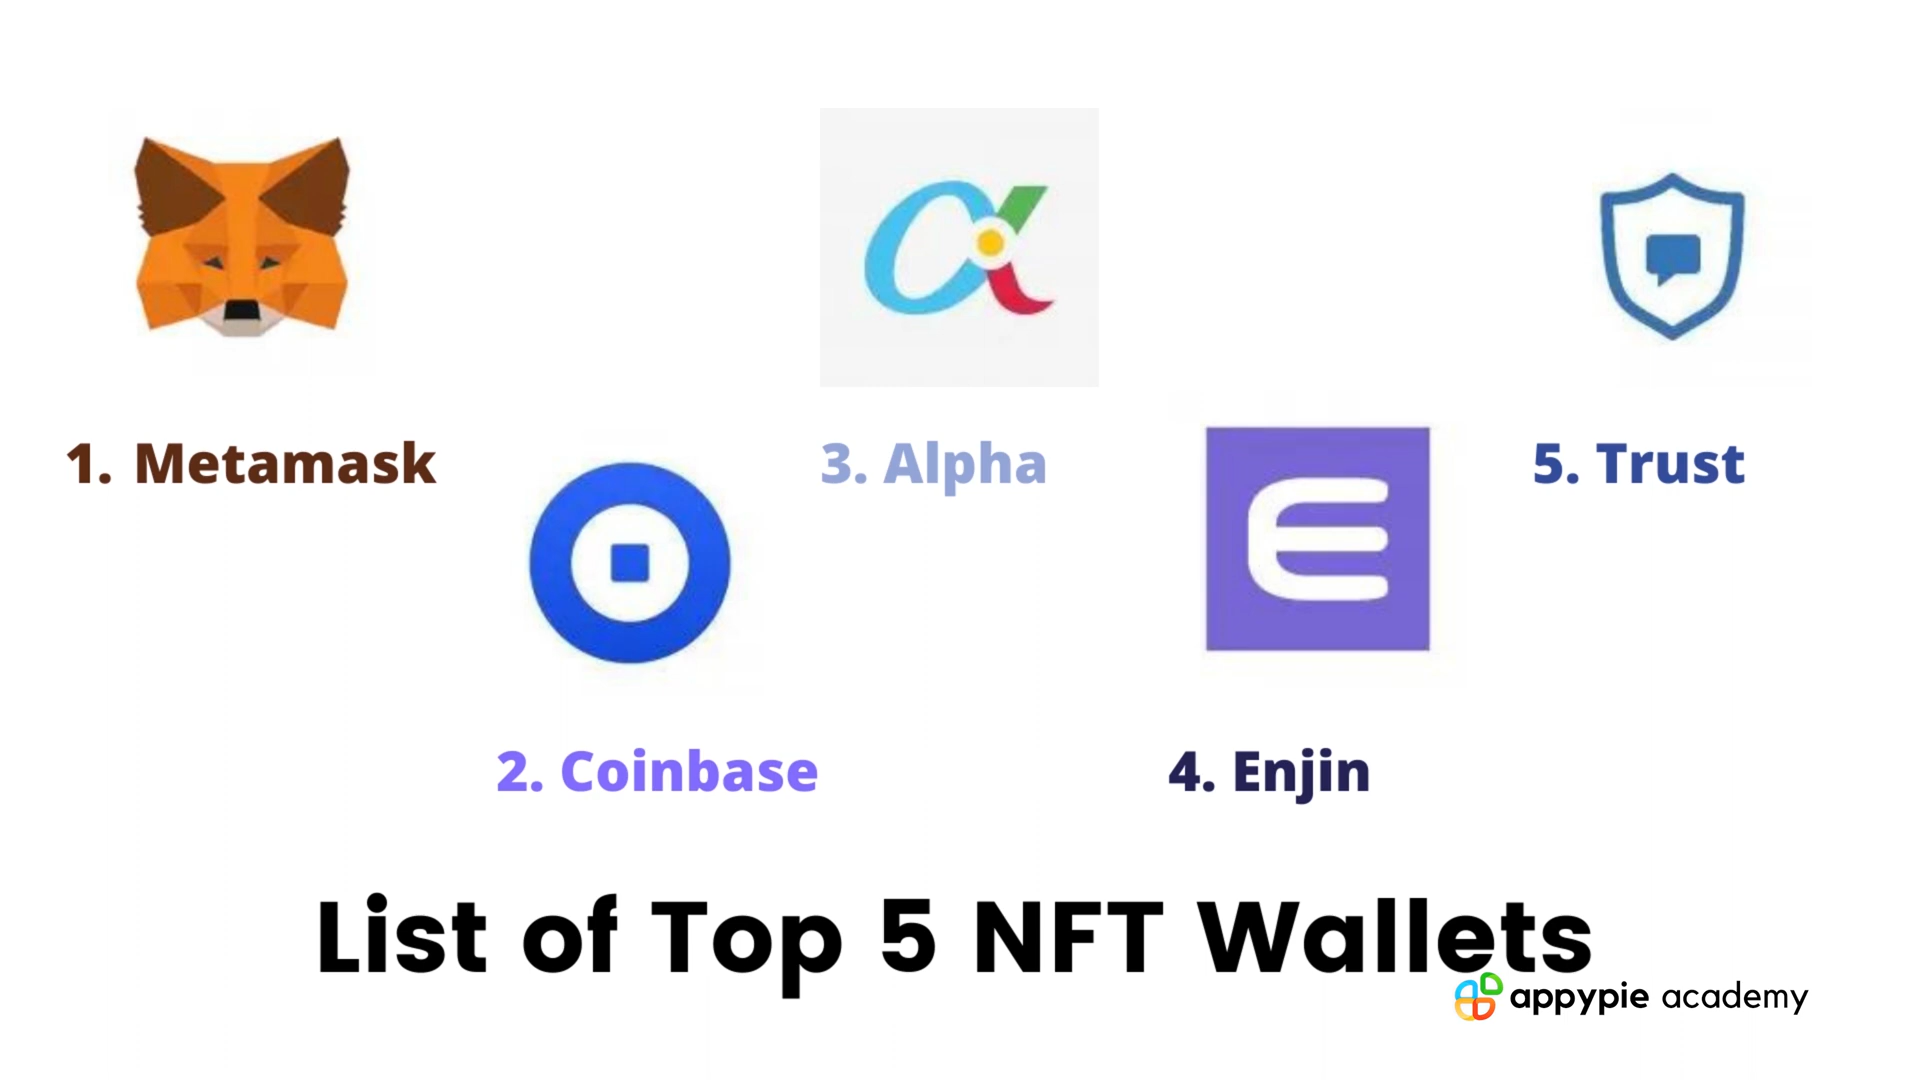 1. Metamask
2. Coinbase
3. Alpha
4. Enjin
5. Trust
List of Top 5 NFT Wallets
appypie academy